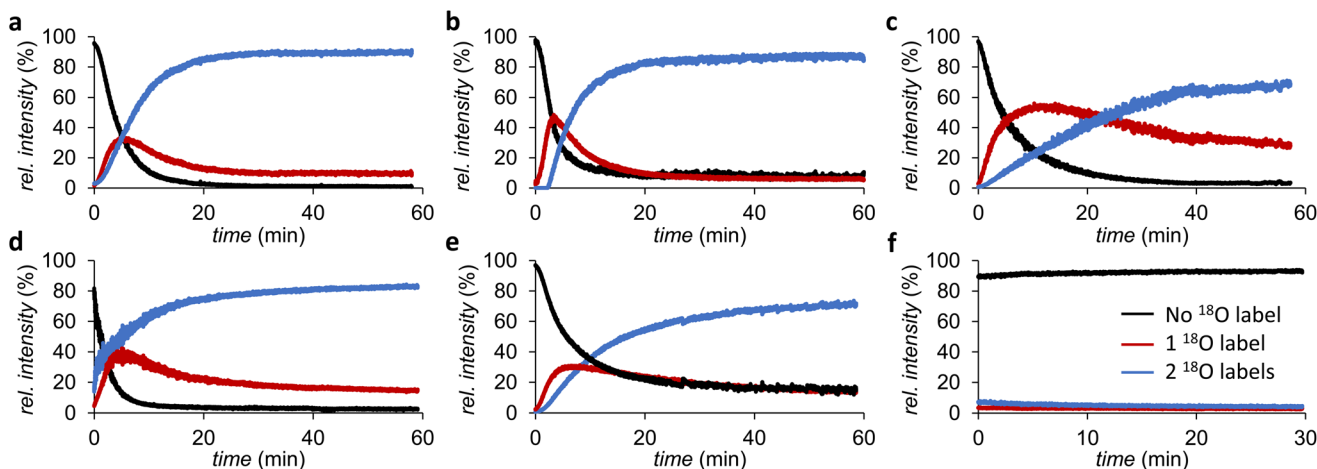 a
rel. intensity (%)
100
80
60
40
20
0
0 20 40 60
time (min)
b
rel. intensity (%)
100
80
60
40
20
0
0 20 40 60
time (min)
c
rel. intensity (%)
100
80
60
40
20
0
0 20 40 60
time (min)
d
rel. intensity (%)
100
80
60
40
20
0
0 20 40 60
time (min)
e
rel. intensity (%)
100
80
60
40
20
0
0 20 40 60
time (min)
f
rel. intensity (%)
100
80
60
40
20
0
0 10 20 30
time (min)
No ¹⁸O label
1 ¹⁸O label
2 ¹⁸O labels